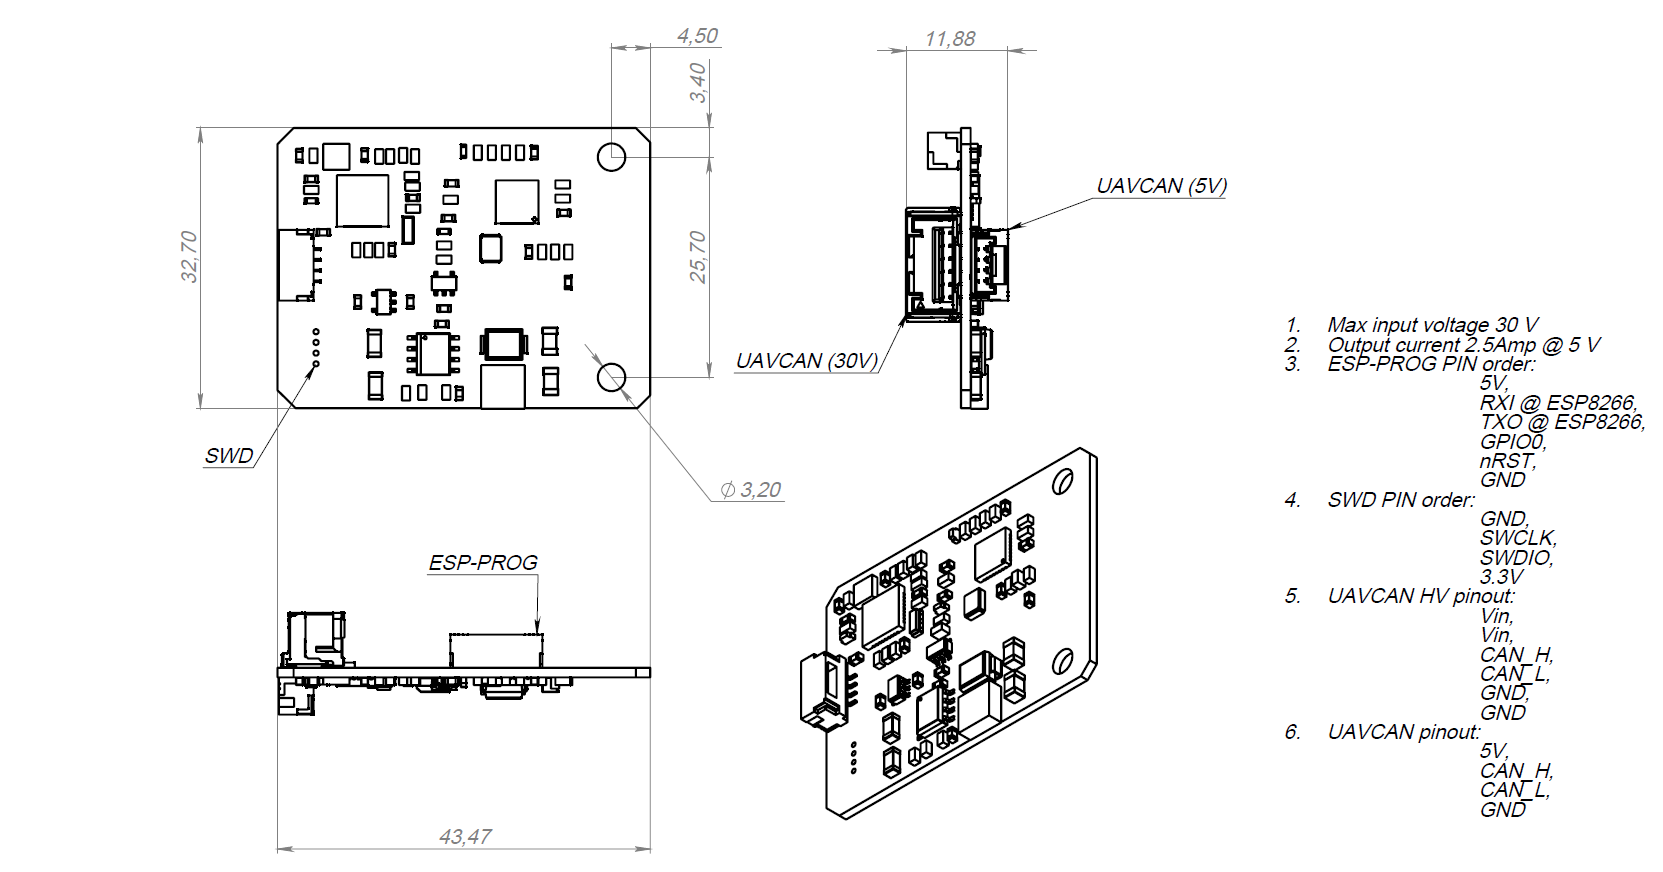 4,50
11,88
3,40
UAVCAN (5V)
32,70
25,70
UAVCAN (30V)
SWD
Ø 3,20
ESP-PROG
43,47
1. Max input voltage 30 V
2. Output current 2.5Amp @ 5 V
3. ESP-PROG PIN order:
5V,
RXI @ ESP8266,
TXO @ ESP8266,
GPIO0,
nRST,
GND
4. SWD PIN order:
GND,
SWCLK,
SWDIO,
3.3V
5. UAVCAN HV pinout:
Vin,
Vin,
CAN_H,
CAN_L,
GND,
GND
6. UAVCAN pinout:
5V,
CAN_H,
CAN_L,
GND